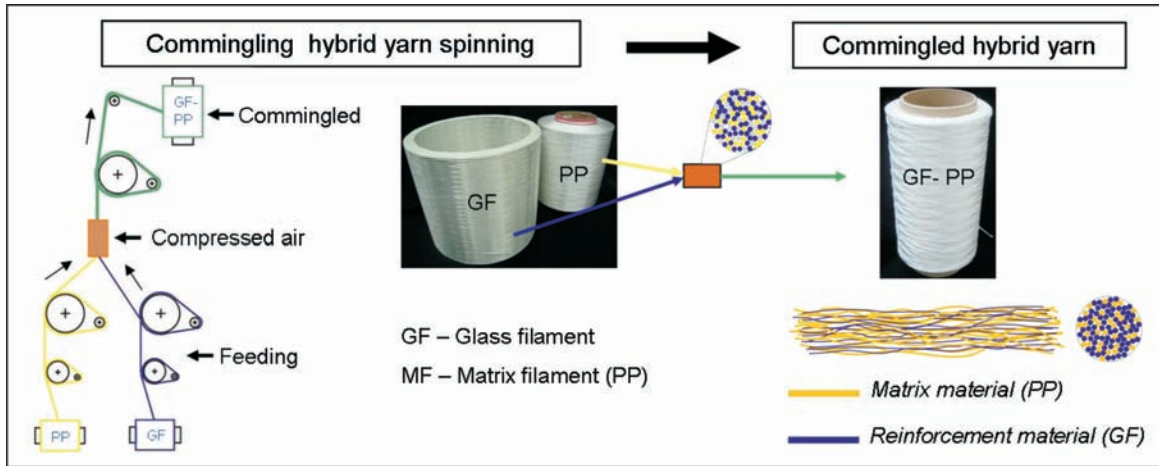 Commingling hybrid yarn spinning
Commingled hybrid yarn
GF-
PP
Commingled
Compressed air
Feeding
PP
GF
GF
PP
GF – Glass filament
MF – Matrix filament (PP)
GF- PP
Matrix material (PP)
Reinforcement material (GF)